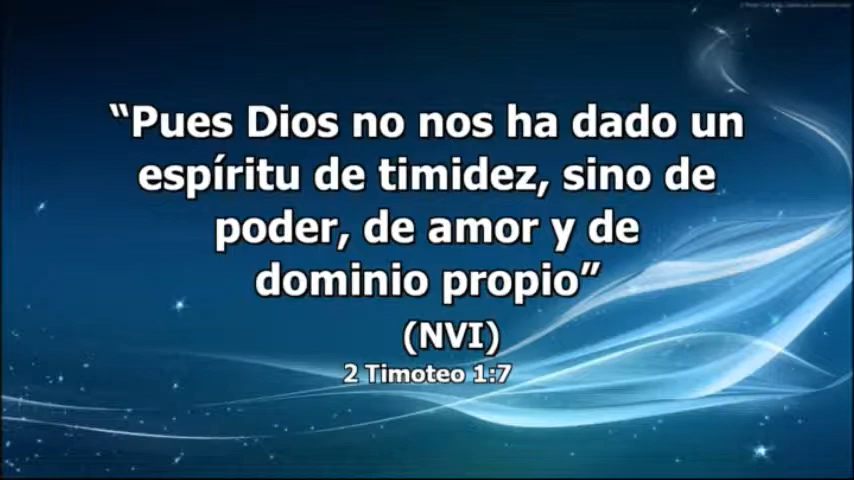 “Pues Dios no nos ha dado un
espíritu de timidez, sino de
poder, de amor y de
dominio propio”
(NVI)
2 Timoteo 1:7